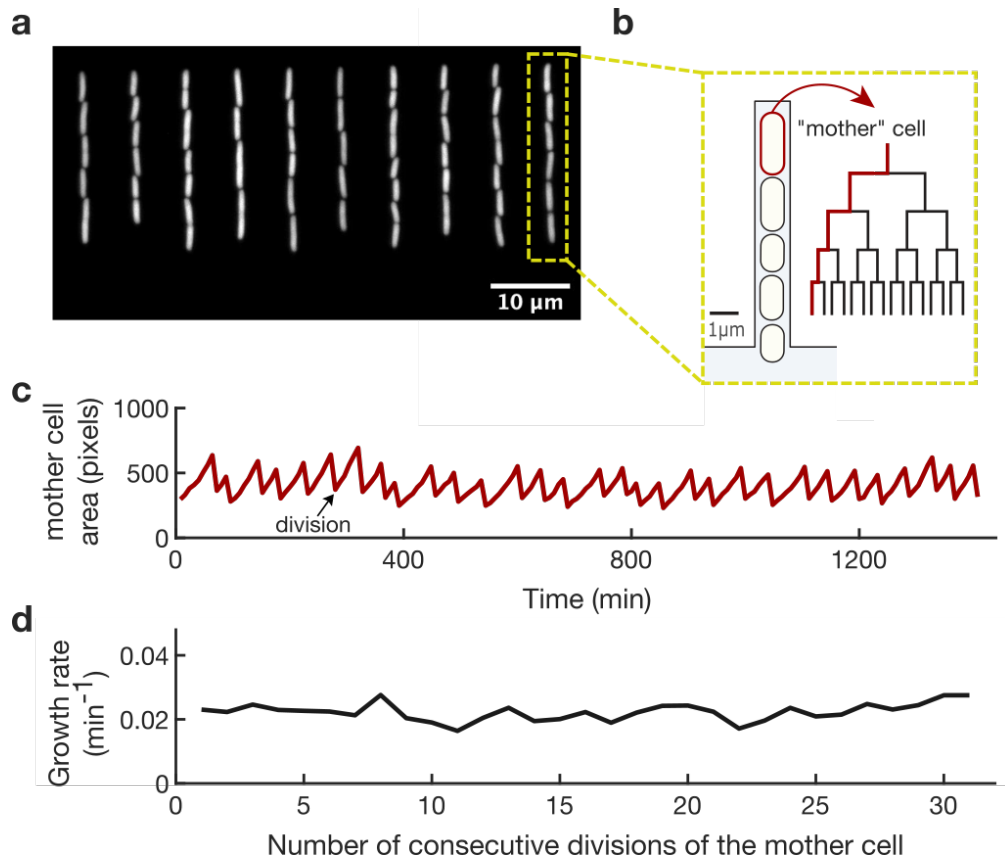 a
b
10 µm
"mother" cell
1µm
c
mother cell
area (pixels)
1000
500
0
division
0
400
800
1200
Time (min)
d
Growth rate
(min⁻¹)
0.04
0.02
0
0
5
10
15
20
25
30
Number of consecutive divisions of the mother cell